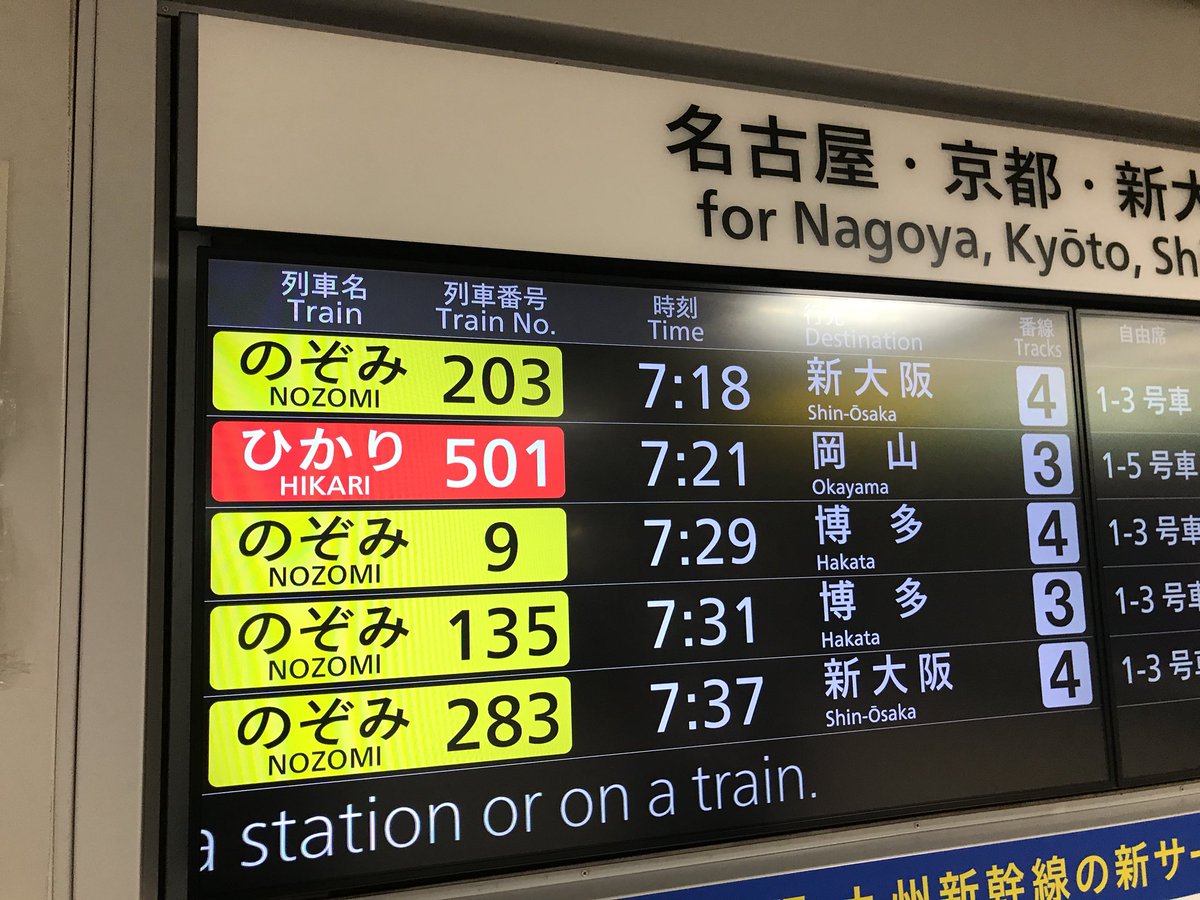 名古屋・京都・新大
for Nagoya, Kyōto, Sh
列車名 列車番号 時刻 行先 番線 自由席
Train Train No. Time Destination Tracks
のぞみ 203 7:18 新大阪 4 1-3号車
NOZOMI Shin-Ōsaka
ひかり 501 7:21 岡山 3 1-5号車
HIKARI Okayama
のぞみ 9 7:29 博多 4 1-3号車
NOZOMI Hakata
のぞみ 135 7:31 博多 3 1-3号車
NOZOMI Hakata
のぞみ 283 7:37 新大阪 4 1-3号車
NOZOMI Shin-Ōsaka
a station or on a train.
九州新幹線の新サー